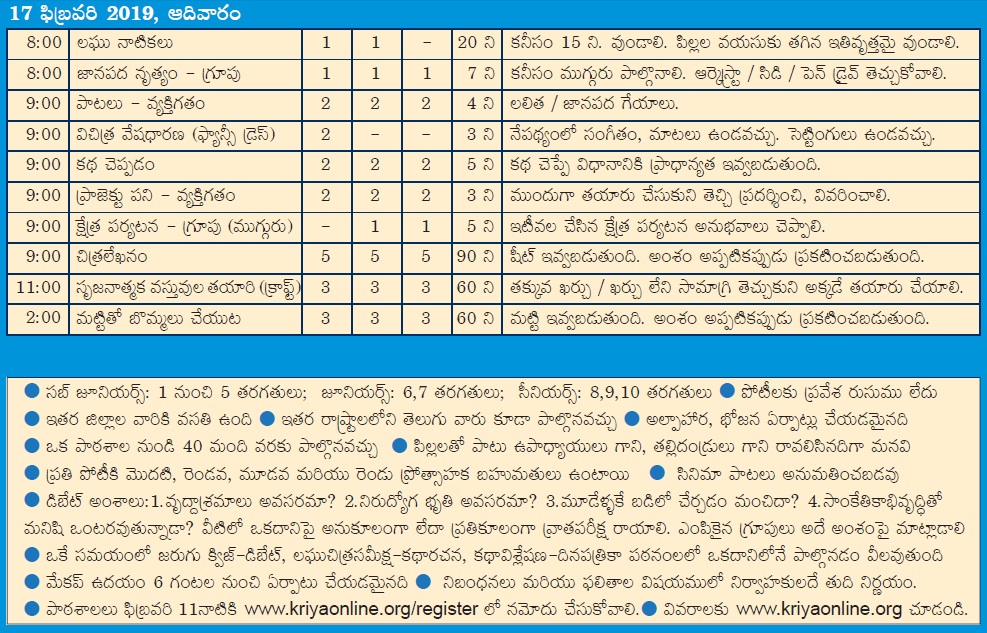 17 ఫిబ్రవరి 2019, ఆదివారం
8:00 లఘు నాటికలు 1 1 - 20 ని కనీసం 15 ని. వుండాలి. పిల్లల వయసుకు తగిన ఇతివృత్తమై వుండాలి.
8:00 జానపద నృత్యం - గ్రూపు 1 1 1 7 ని కనీసం ముగ్గురు పాల్గొనాలి. ఆర్కెస్ట్రా / సిడి / పెన్ డ్రైవ్ తెచ్చుకోవాలి.
9:00 పాటలు - వ్యక్తిగతం 2 2 2 4 ని లలిత / జానపద గేయాలు.
9:00 విచిత్ర వేషధారణ (ఫ్యాన్సీ డ్రెస్) 2 - - 3 ని నేపథ్యంలో సంగీతం, మాటలు ఉండవచ్చు. సెట్టింగులు ఉండవచ్చు.
9:00 కథ చెప్పడం 2 2 2 5 ని కథ చెప్పే విధానానికి ప్రాధాన్యత ఇవ్వబడుతుంది.
9:00 ప్రాజెక్టు పని - వ్యక్తిగతం 2 2 2 3 ని ముందుగా తయారు చేసుకుని తెచ్చి ప్రదర్శించి, వివరించాలి.
9:00 క్షేత్ర పర్యటన - గ్రూపు (ముగ్గురు) - 1 1 5 ని ఇటీవల చేసిన క్షేత్ర పర్యటన అనుభవాలు చెప్పాలి.
9:00 చిత్రలేఖనం 5 5 5 90 ని షీట్ ఇవ్వబడుతుంది. అంశం అప్పటికప్పుడు ప్రకటించబడుతుంది.
11:00 సృజనాత్మక వస్తువుల తయారి (క్రాఫ్ట్) 3 3 3 60 ని తక్కువ ఖర్చు / ఖర్చు లేని సామాగ్రి తెచ్చుకుని అక్కడే తయారు చేయాలి.
2:00 మట్టితో బొమ్మలు చేయుట 3 3 3 60 ని మట్టి ఇవ్వబడుతుంది. అంశం అప్పటికప్పుడు ప్రకటించబడుతుంది.
● సబ్ జూనియర్స్: 1 నుంచి 5 తరగతులు; జూనియర్స్: 6,7 తరగతులు; సీనియర్స్: 8,9,10 తరగతులు ● పోటీలకు ప్రవేశ రుసుము లేదు
● ఇతర జిల్లాల వారికి వసతి ఉంది ● ఇతర రాష్ట్రాలలోని తెలుగు వారు కూడా పాల్గొనవచ్చు ● అల్పాహార, భోజన ఏర్పాట్లు చేయడమైనది
● ఒక పాఠశాల నుండి 40 మంది వరకు పాల్గొనవచ్చు ● పిల్లలతో పాటు ఉపాధ్యాయులు గాని, తల్లిదండ్రులు గాని రావలసినదిగా మనవి
● ప్రతి పోటీకి మొదటి, రెండవ, మూడవ మరియు రెండు ప్రోత్సాహక బహుమతులు ఉంటాయి ● సినిమా పాటలు అనుమతించబడవు
● డిబేట్ అంశాలు:1.వృద్దాశ్రమాలు అవసరమా? 2.నిరుద్యోగ భృతి అవసరమా? 3.మూడేళ్ళకే బడిలో చేర్చడం మంచిదా? 4.సాంకేతికాభివృద్ధితో
మనిషి ఒంటరవుతున్నాడా? వీటిలో ఒకదానిపై అనుకూలంగా లేదా ప్రతికూలంగా వ్రాతపరీక్ష రాయాలి. ఎంపికైన గ్రూపులు అదే అంశంపై మాట్లాడాలి
● ఒకే సమయంలో జరుగు క్విజ్-డిబేట్, లఘుచిత్రసమీక్ష-కథారచన, కథావిశ్లేషణ-దినపత్రికా పఠనంలలో ఒకదానిలోనే పాల్గొనడం వీలవుతుంది
● మేకప్ ఉదయం 6 గంటల నుంచి ఏర్పాటు చేయడమైనది ● నిబంధనలు మరియు ఫలితాల విషయములో నిర్వాహకులదే తుది నిర్ణయం.
● పాఠశాలలు ఫిబ్రవరి 11నాటికి www.kriyaonline.org/register లో నమోదు చేసుకోవాలి. ● వివరాలకు www.kriyaonline.org చూడండి.